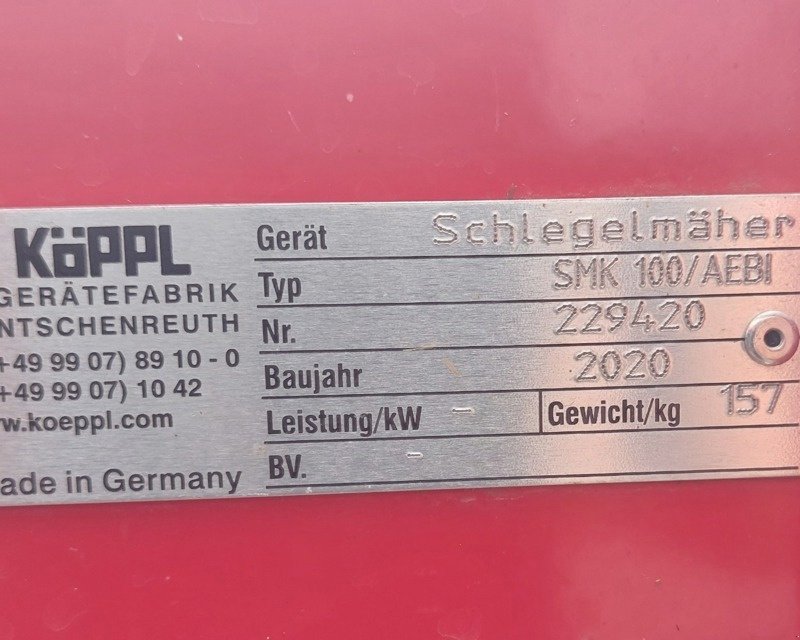 KÖPPL
GERÄTEFABRIK
NTSCHENREUTH
+49 99 07) 89 10 - 0
+49 99 07) 10 42
w.koeppl.com
ade in Germany
Gerät Schlegelmäher
Typ SMK 100/AEBI
Nr. 229420
Baujahr 2020
Leistung/kW - Gewicht/kg 157
BV. -